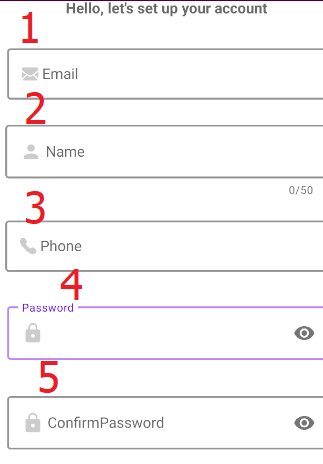 Hello, let's set up your account
1
Email
2
Name
0/50
3
Phone
4
Password
5
ConfirmPassword